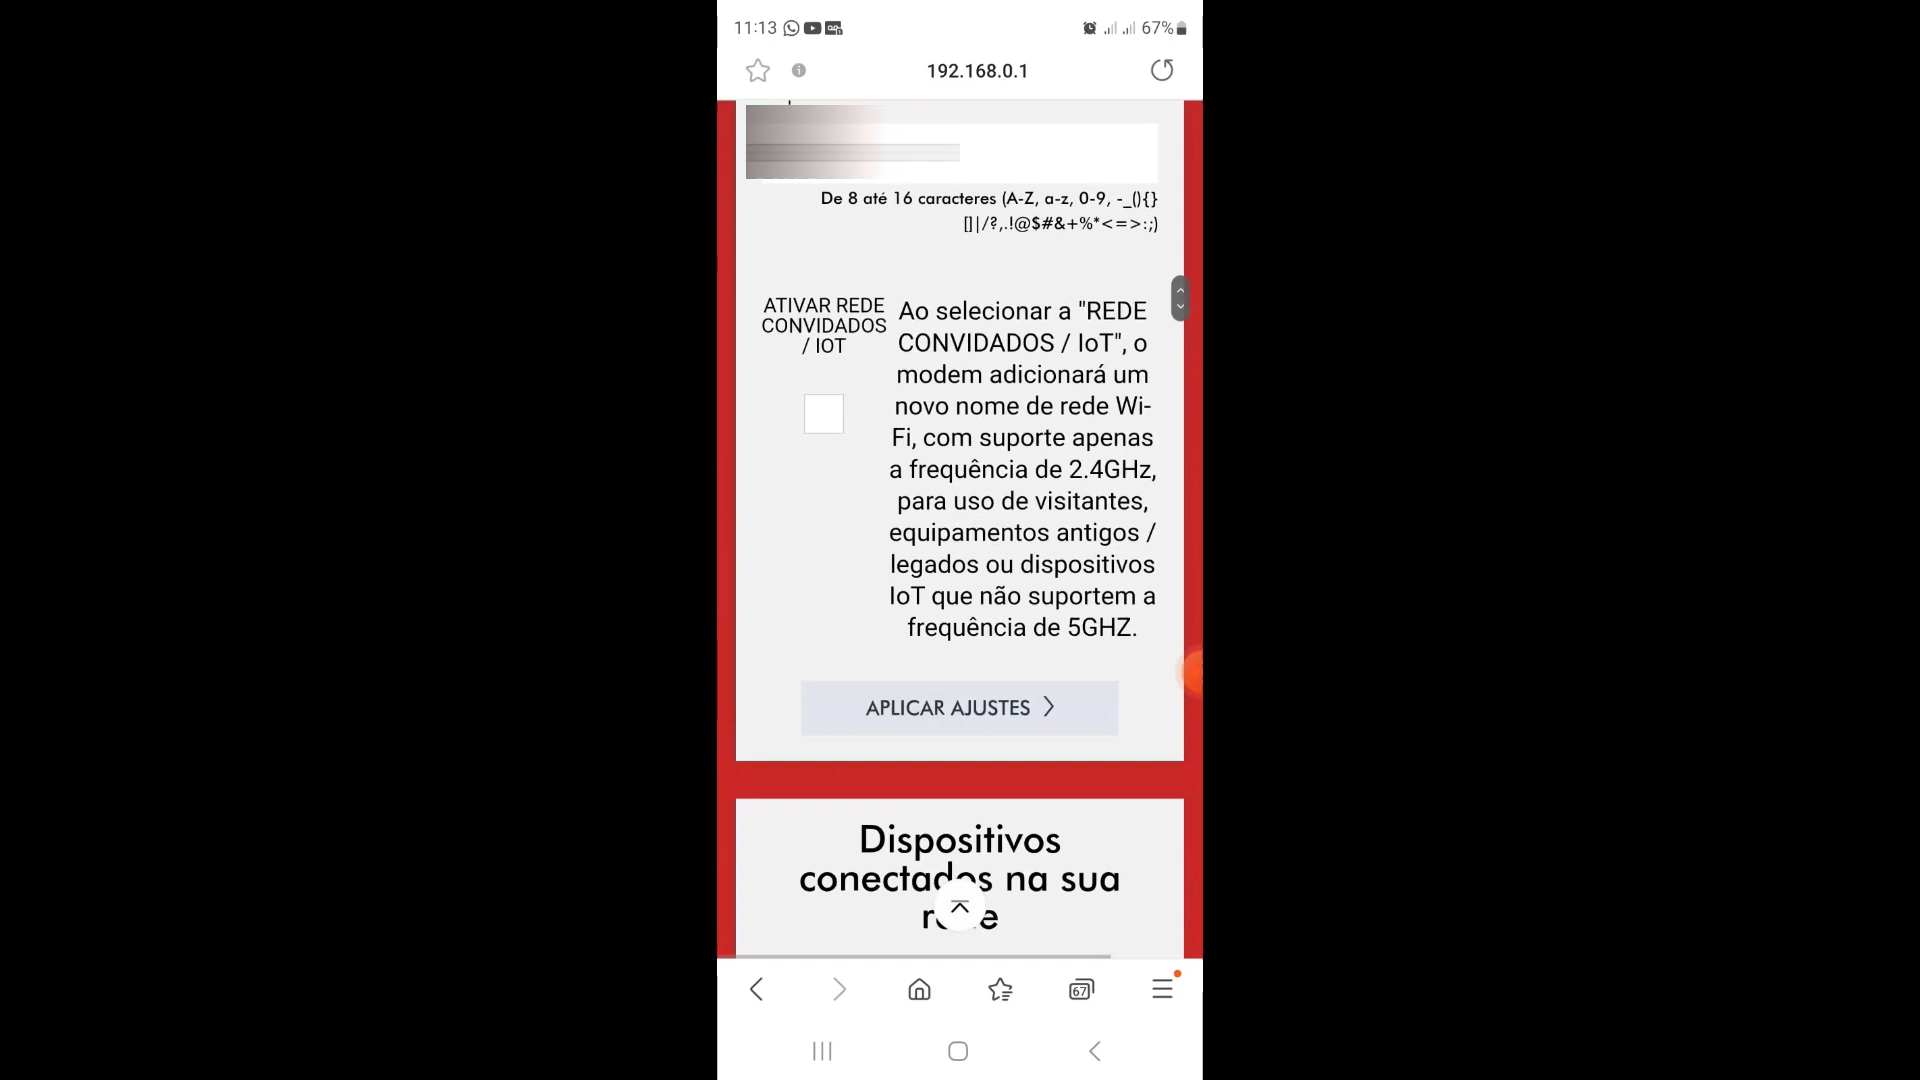 11:13
67%
192.168.0.1
De 8 até 16 caracteres (A-Z, a-z, 0-9, -_(){}
[]|/?,.!@$#&+%*<=>:;)
ATIVAR REDE
CONVIDADOS
/ IOT
Ao selecionar a "REDE
CONVIDADOS / IoT", o
modem adicionará um
novo nome de rede Wi-
Fi, com suporte apenas
a frequência de 2.4GHz,
para uso de visitantes,
equipamentos antigos /
legados ou dispositivos
IoT que não suportem a
frequência de 5GHZ.
APLICAR AJUSTES
Dispositivos
conectados na sua
67